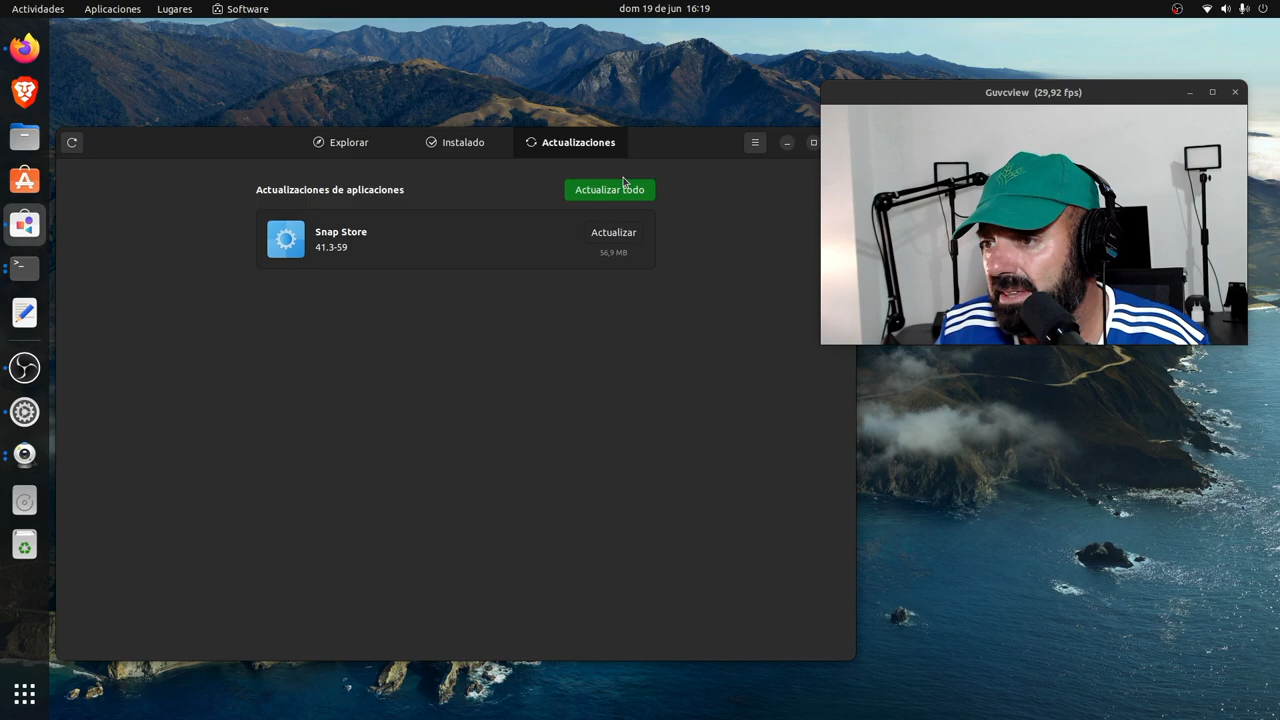 Actividades Aplicaciones Lugares Software dom 19 de jun 16:19
Guvcview (29,92 fps)
Explorar Instalado Actualizaciones
Actualizaciones de aplicaciones Actualizar todo
Snap Store Actualizar
41.3-59
56,9 MB